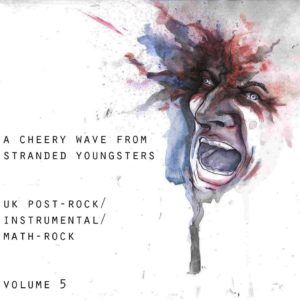 A CHEERY WAVE FROM
STRANDED YOUNGSTERS
UK POST-ROCK/
INSTRUMENTAL/
MATH-ROCK
VOLUME 5